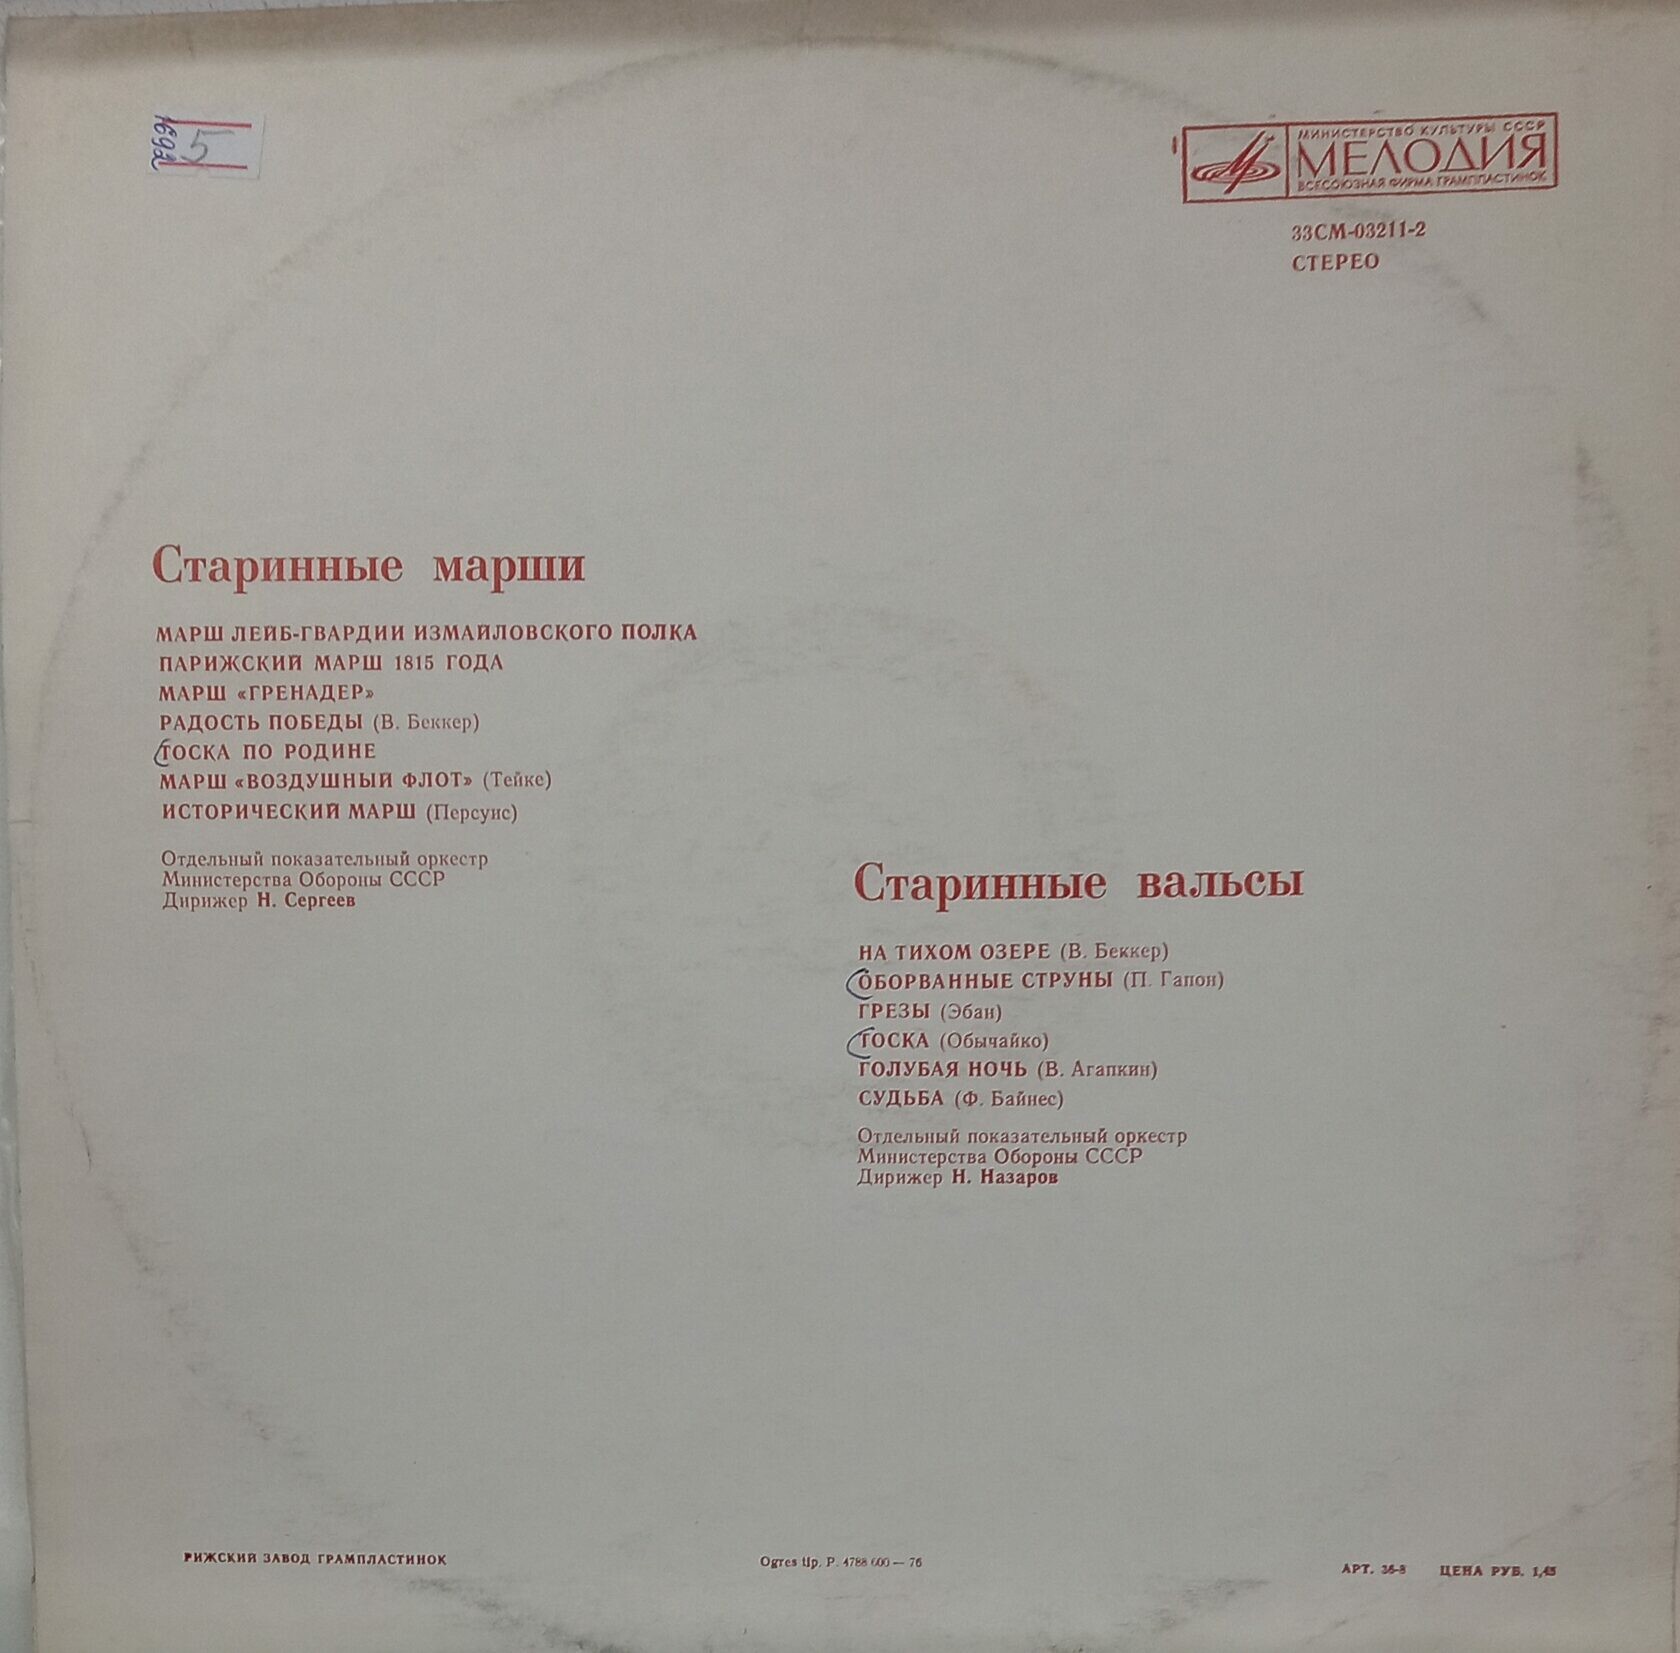 1692
5
МИНИСТЕРСТВО КУЛЬТУРЫ СССР
МЕЛОДИЯ
ВСЕСОЮЗНАЯ ФИРМА ГРАМПЛАСТИНОК
33СМ-03211-2
СТЕРЕО
Старинные марши
МАРШ ЛЕЙБ-ГВАРДИИ ИЗМАЙЛОВСКОГО ПОЛКА
ПАРИЖСКИЙ МАРШ 1815 ГОДА
МАРШ «ГРЕНАДЕР»
РАДОСТЬ ПОБЕДЫ (В. Беккер)
ТОСКА ПО РОДИНЕ
МАРШ «ВОЗДУШНЫЙ ФЛОТ» (Тейке)
ИСТОРИЧЕСКИЙ МАРШ (Персуис)
Отдельный показательный оркестр
Министерства Обороны СССР
Дирижер Н. Сергеев
Старинные вальсы
НА ТИХОМ ОЗЕРЕ (В. Беккер)
ОБОРВАННЫЕ СТРУНЫ (П. Гапон)
ГРЕЗЫ (Эбан)
ТОСКА (Обычайко)
ГОЛУБАЯ НОЧЬ (В. Агапкин)
СУДЬБА (Ф. Байнес)
Отдельный показательный оркестр
Министерства Обороны СССР
Дирижер Н. Назаров
РИЖСКИЙ ЗАВОД ГРАМПЛАСТИНОК
Ogres tip. P. 4788 600 — 76
АРТ. 36-8 ЦЕНА РУБ. 1,45